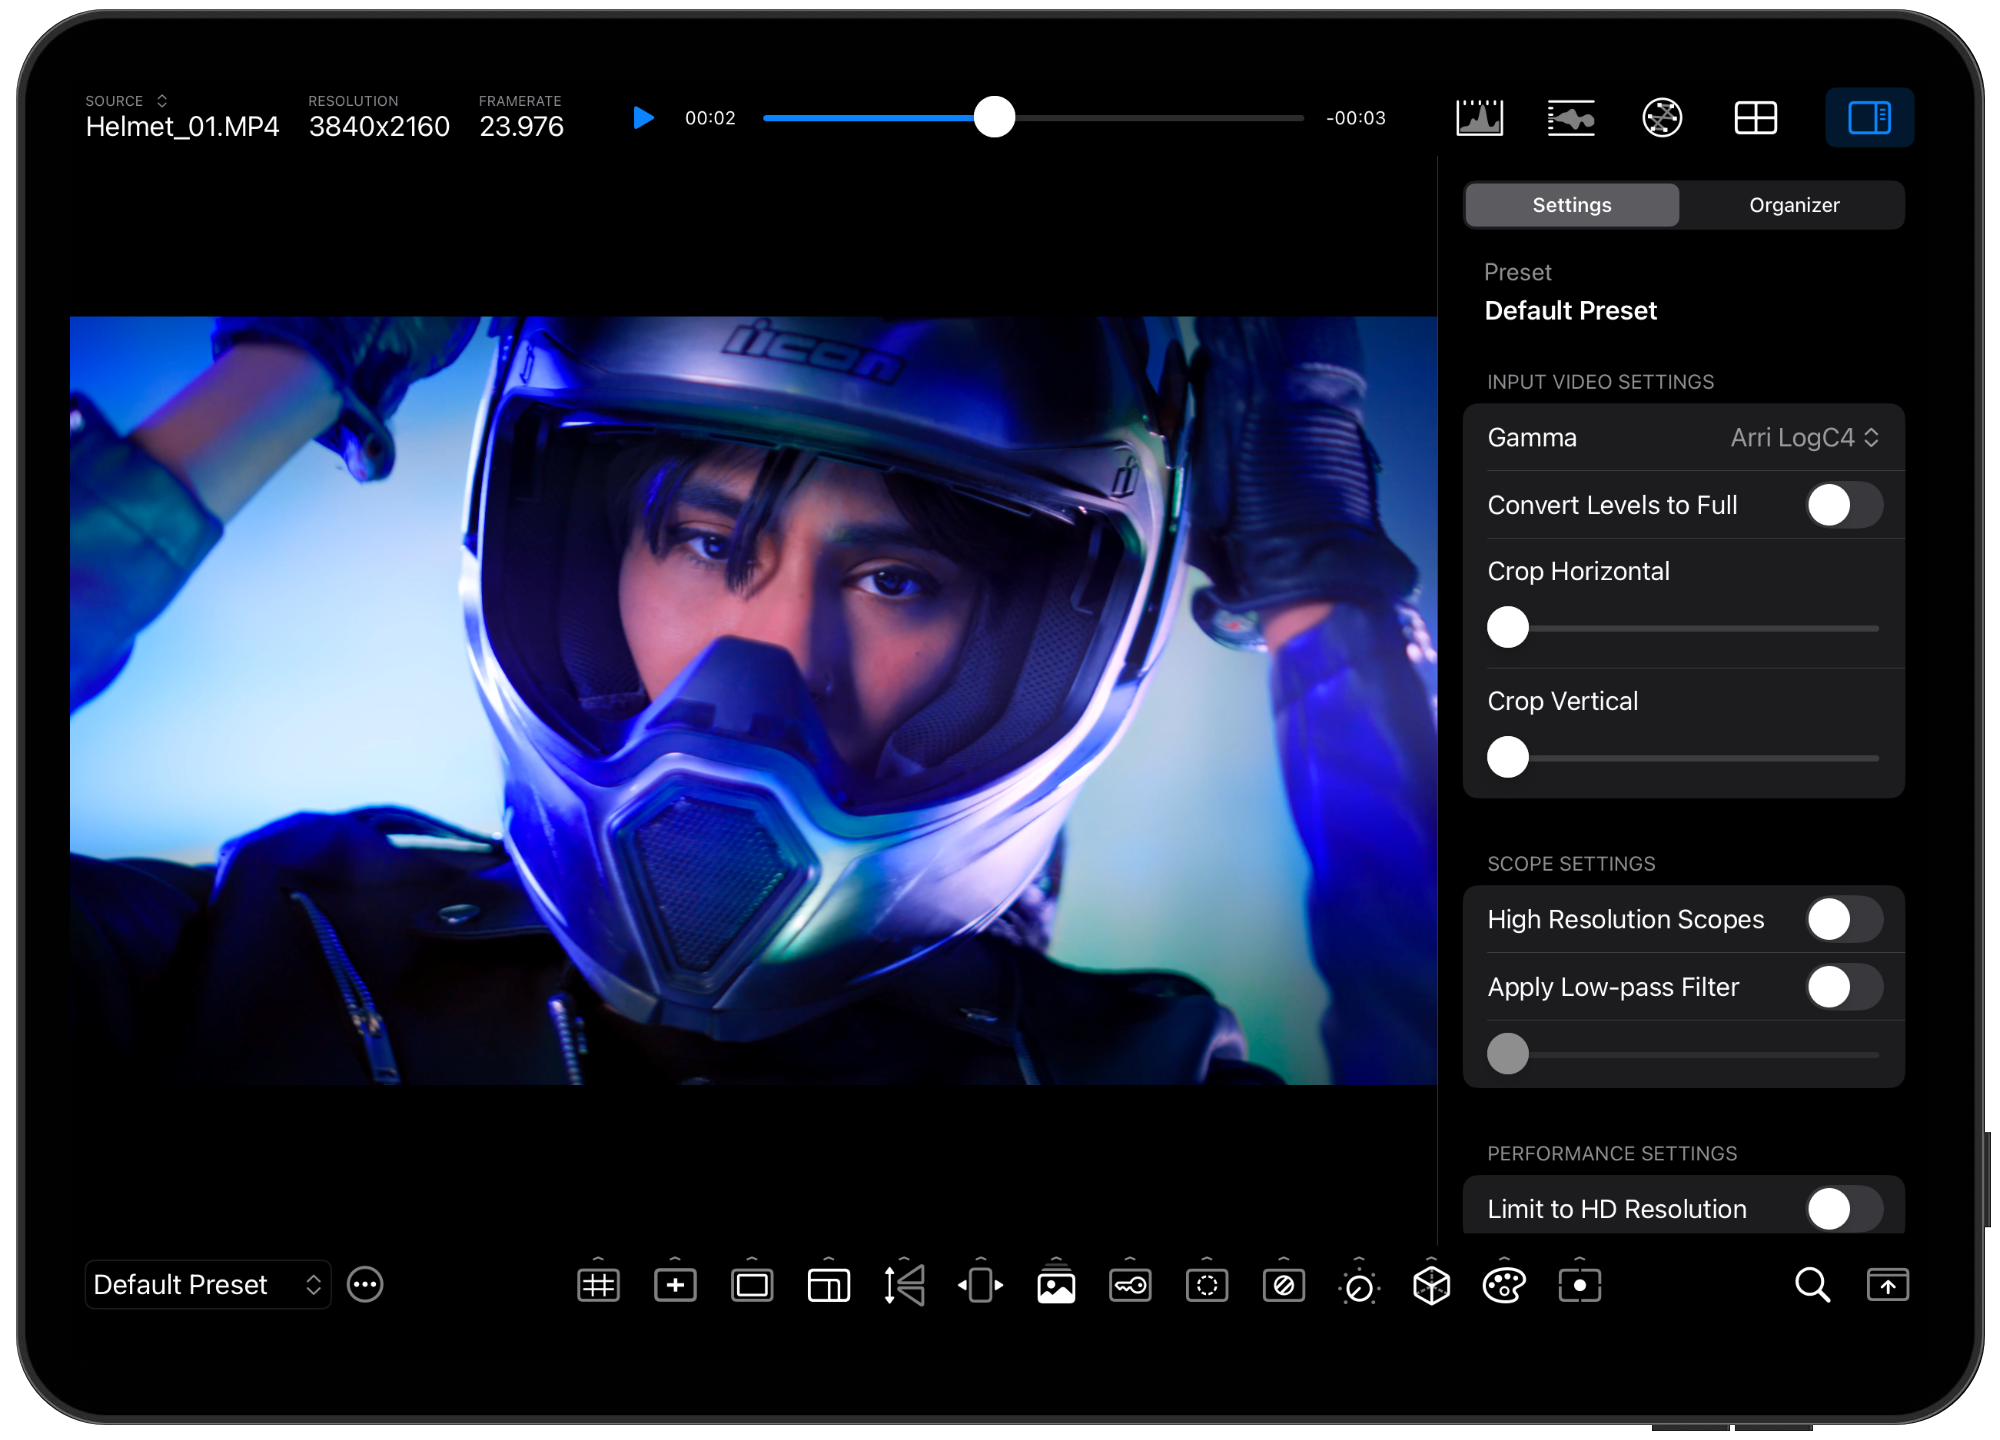 SOURCE
Helmet_01.MP4
RESOLUTION
3840x2160
FRAMERATE
23.976
00:02
-00:03
Settings
Organizer
Preset
Default Preset
INPUT VIDEO SETTINGS
Gamma
Arri LogC4
Convert Levels to Full
Crop Horizontal
Crop Vertical
SCOPE SETTINGS
High Resolution Scopes
Apply Low-pass Filter
PERFORMANCE SETTINGS
Limit to HD Resolution
icon
Default Preset